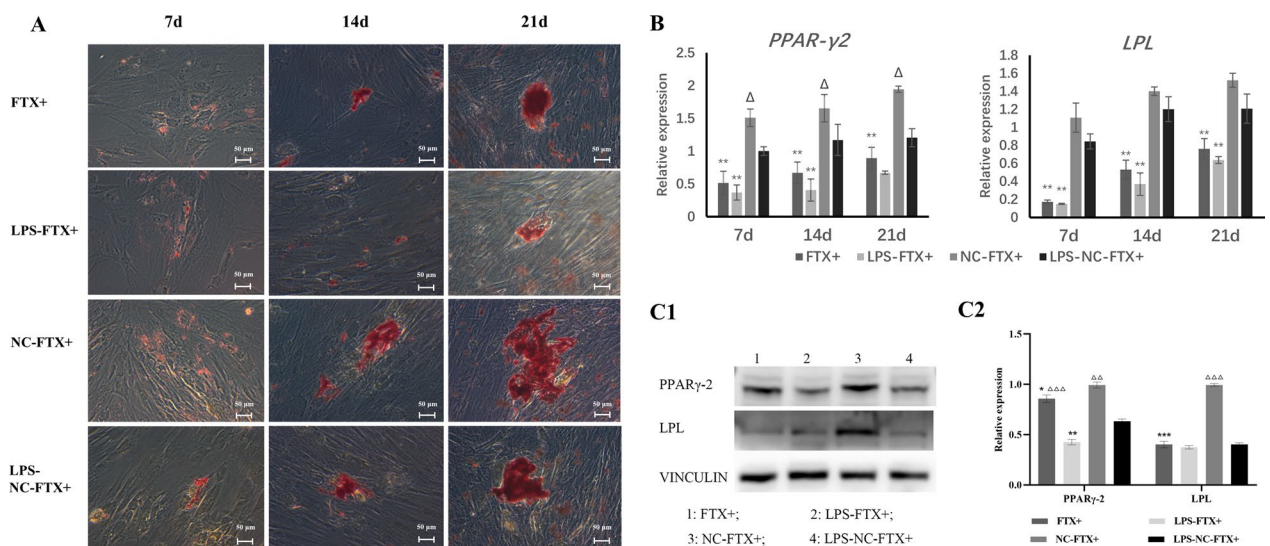 A
7d
14d
21d
FTX+
50 μm
50 μm
50 μm
LPS-FTX+
50 μm
50 μm
50 μm
NC-FTX+
50 μm
50 μm
50 μm
LPS-
NC-FTX+
50 μm
50 μm
50 μm
B
PPAR-γ2
Relative expression
2.5
2
1.5
1
0.5
0
** ** Δ
** ** Δ
** Δ
7d 14d 21d
LPL
Relative expression
1.8
1.6
1.4
1.2
1
0.8
0.6
0.4
0.2
0
** **
** **
** **
7d 14d 21d
FTX+ LPS-FTX+ NC-FTX+ LPS-NC-FTX+
C1
1 2 3 4
PPARγ-2
LPL
VINCULIN
1: FTX+; 2: LPS-FTX+;
3: NC-FTX+; 4: LPS-NC-FTX+
C2
Relative expression
1.5
1.0
0.5
0.0
* ΔΔΔ ** ΔΔ
*** ΔΔΔ
PPARγ-2 LPL
FTX+ LPS-FTX+
NC-FTX+ LPS-NC-FTX+